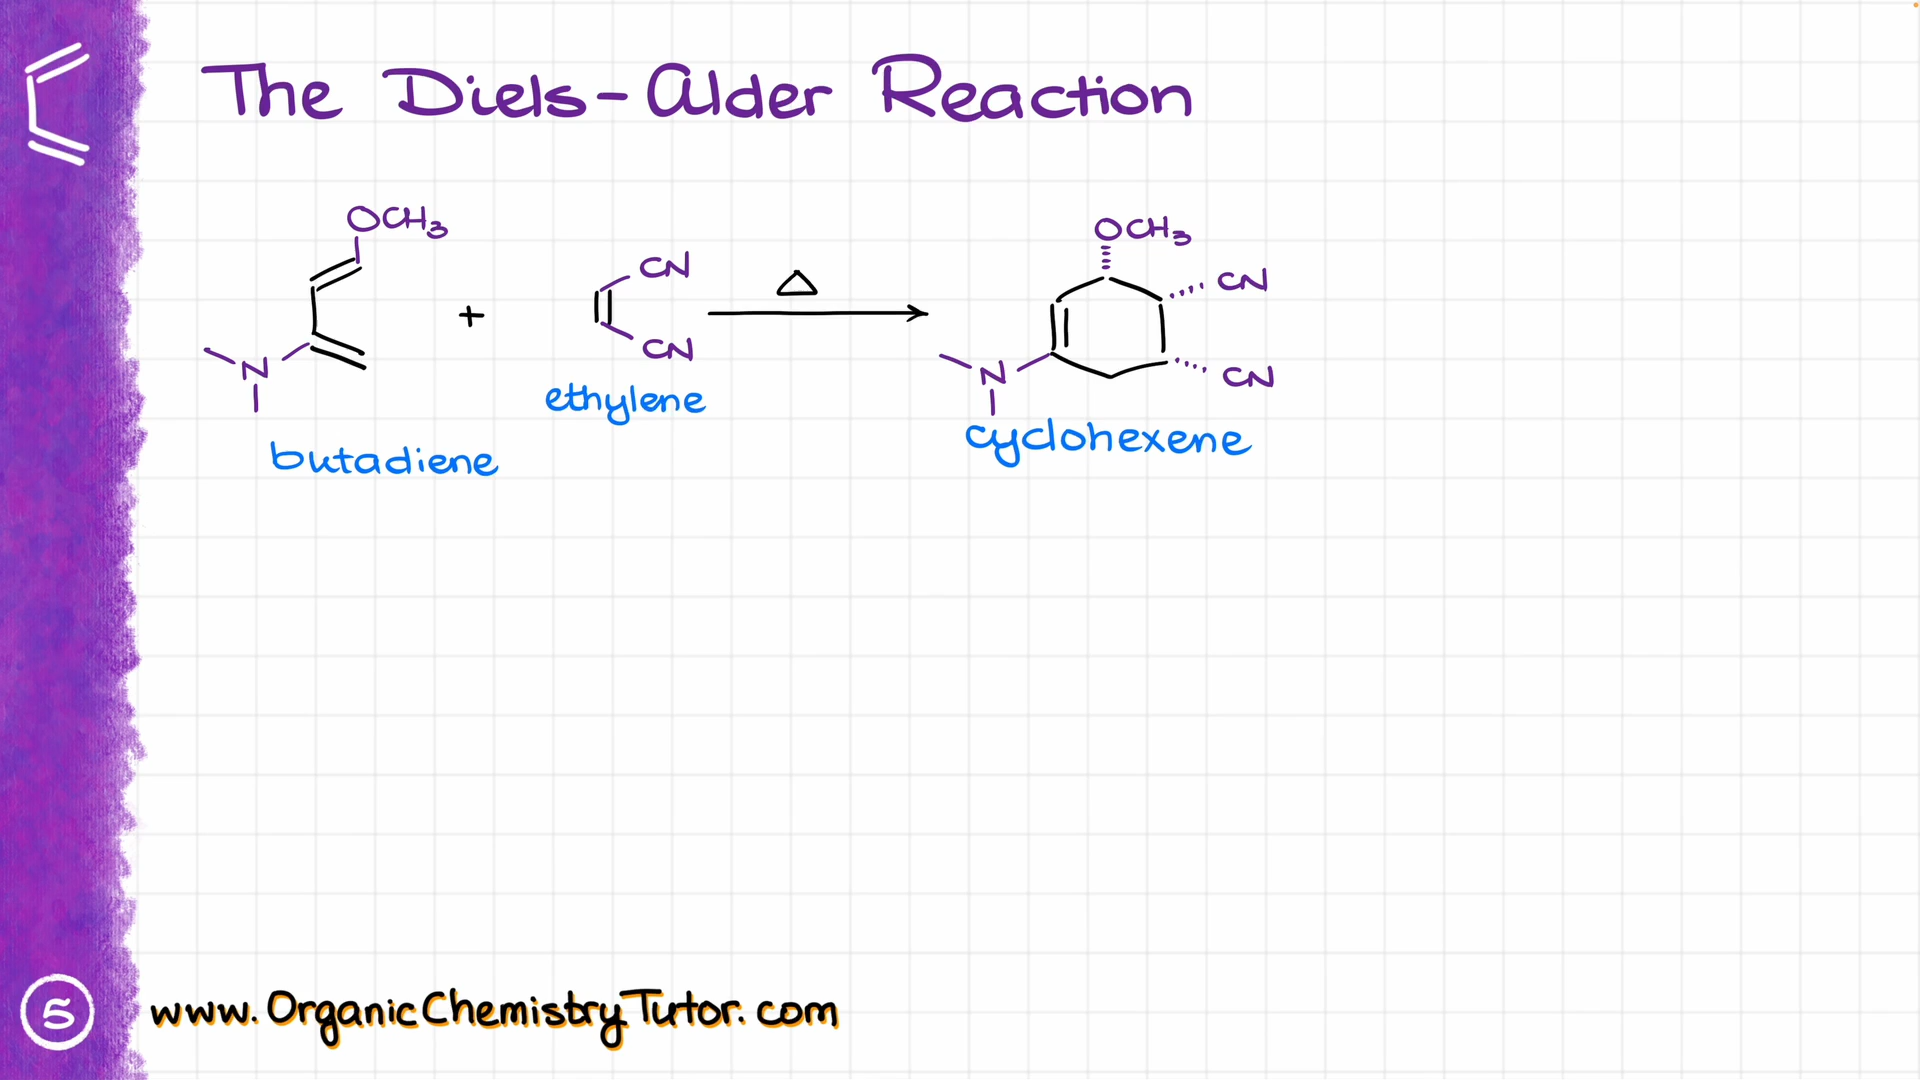 The Diels-Alder Reaction
OCH3
N
butadiene
+
CN
CN
ethylene
△
OCH3
CN
CN
N
cyclohexene
5
www.OrganicChemistryTutor.com